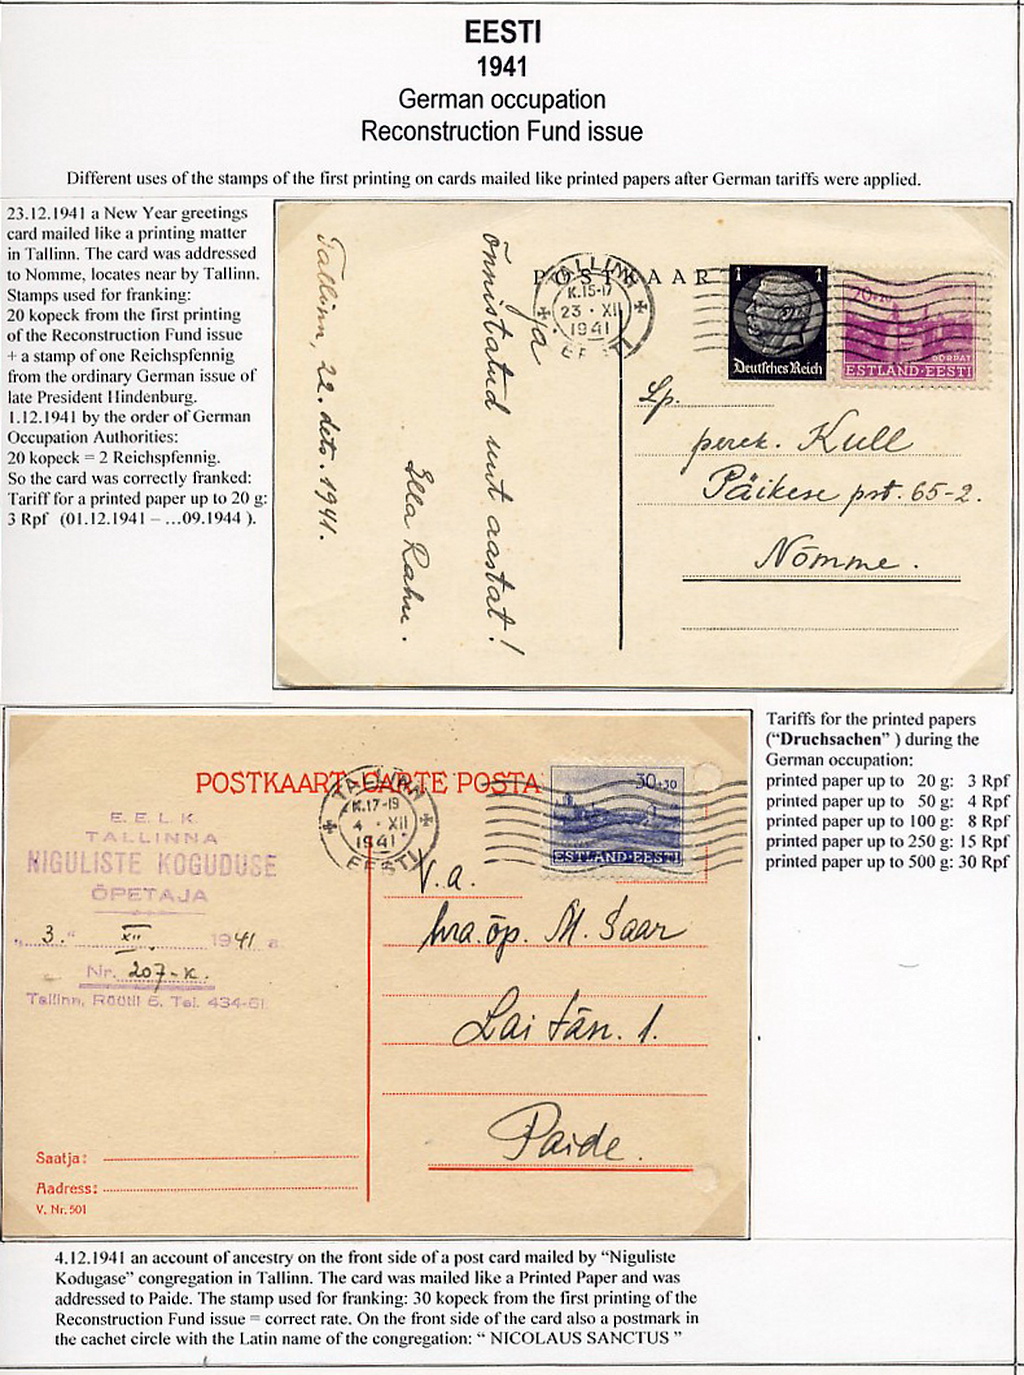 EESTI
1941
German occupation
Reconstruction Fund issue
Different uses of the stamps of the first printing on cards mailed like printed papers after German tariffs were applied.
23.12.1941 a New Year greetings
card mailed like a printing matter
in Tallinn. The card was addressed
to Nomme, locates near by Tallinn.
Stamps used for franking:
20 kopeck from the first printing
of the Reconstruction Fund issue
+ a stamp of one Reichspfennig
from the ordinary German issue of
late President Hindenburg.
1.12.1941 by the order of German
Occupation Authorities:
20 kopeck = 2 Reichspfennig.
So the card was correctly franked:
Tariff for a printed paper up to 20 g:
3 Rpf (01.12.1941 – ...09.1944 ).
POSTKAAR
TALLINN
K.15-17
23 · XII
1941
EESTI
1 1
Deutsches Reich
20+20
DORPAT
ESTLAND·EESTI
Tallinn, 22. dets. 1941.
Õnnistatud uut aastat!
Ella Rahu.
Lp.
perek. Kull
Päikese pst. 65-2.
Nõmme.
POSTKAART CARTE POSTA
TALLINN
K.17-19
4 · XII
1941
EESTI
30+30
ESTLAND-EESTI
E. E. L. K.
TALLINNA
NIGULISTE KOGUDUSE
ÕPETAJA
"3." XII 1941 a.
Nr. 207-K.
Tallinn, Rüütli 6. Tel. 434-61
V. a.
hra. õp. M. Saar
Lai tän. 1.
Paide.
Saatja:
Aadress:
V. Nr. 501
Tariffs for the printed papers
("Druchsachen" ) during the
German occupation:
printed paper up to 20 g: 3 Rpf
printed paper up to 50 g: 4 Rpf
printed paper up to 100 g: 8 Rpf
printed paper up to 250 g: 15 Rpf
printed paper up to 500 g: 30 Rpf
4.12.1941 an account of ancestry on the front side of a post card mailed by "Niguliste
Kodugase" congregation in Tallinn. The card was mailed like a Printed Paper and was
addressed to Paide. The stamp used for franking: 30 kopeck from the first printing of the
Reconstruction Fund issue = correct rate. On the front side of the card also a postmark in
the cachet circle with the Latin name of the congregation: " NICOLAUS SANCTUS "